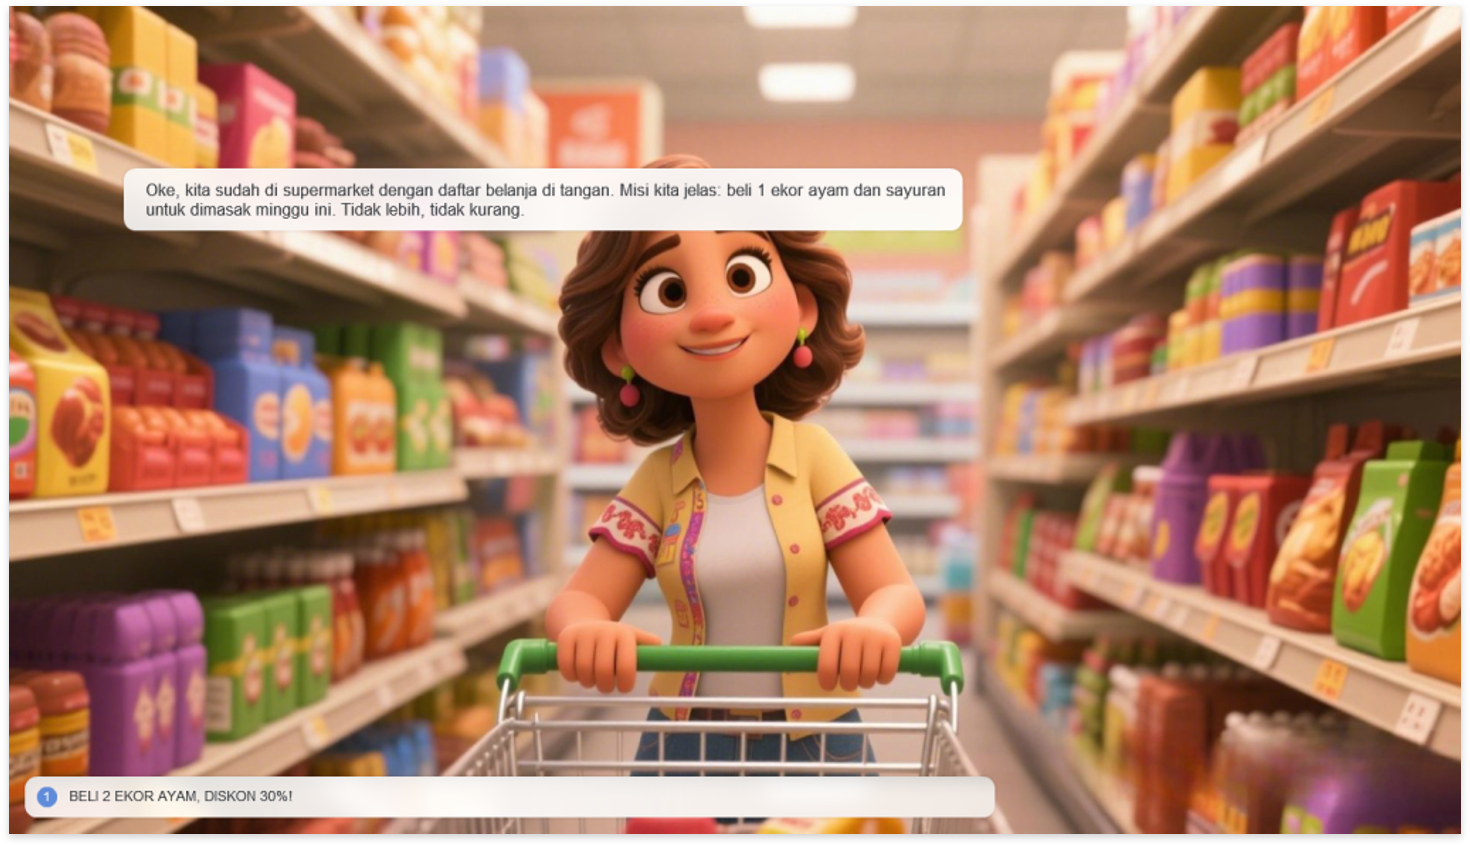 Oke, kita sudah di supermarket dengan daftar belanja di tangan. Misi kita jelas: beli 1 ekor ayam dan sayuran
untuk dimasak minggu ini. Tidak lebih, tidak kurang.
1 BELI 2 EKOR AYAM, DISKON 30%!